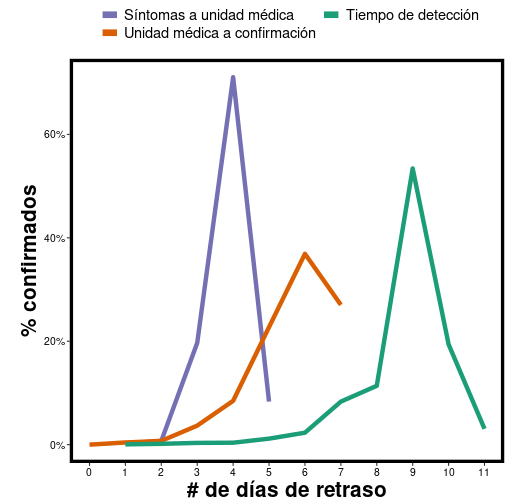 Síntomas a unidad médica Tiempo de detección
Unidad médica a confirmación
60%
40%
20%
0%
% confirmados
0 1 2 3 4 5 6 7 8 9 10 11
# de días de retraso